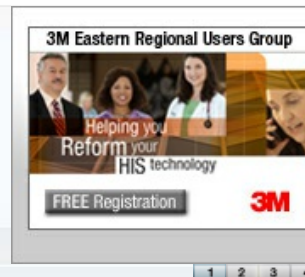 3M Eastern Regional Users Group
Helping you
Reform your
HIS technology
FREE Registration
3M
1 2 3